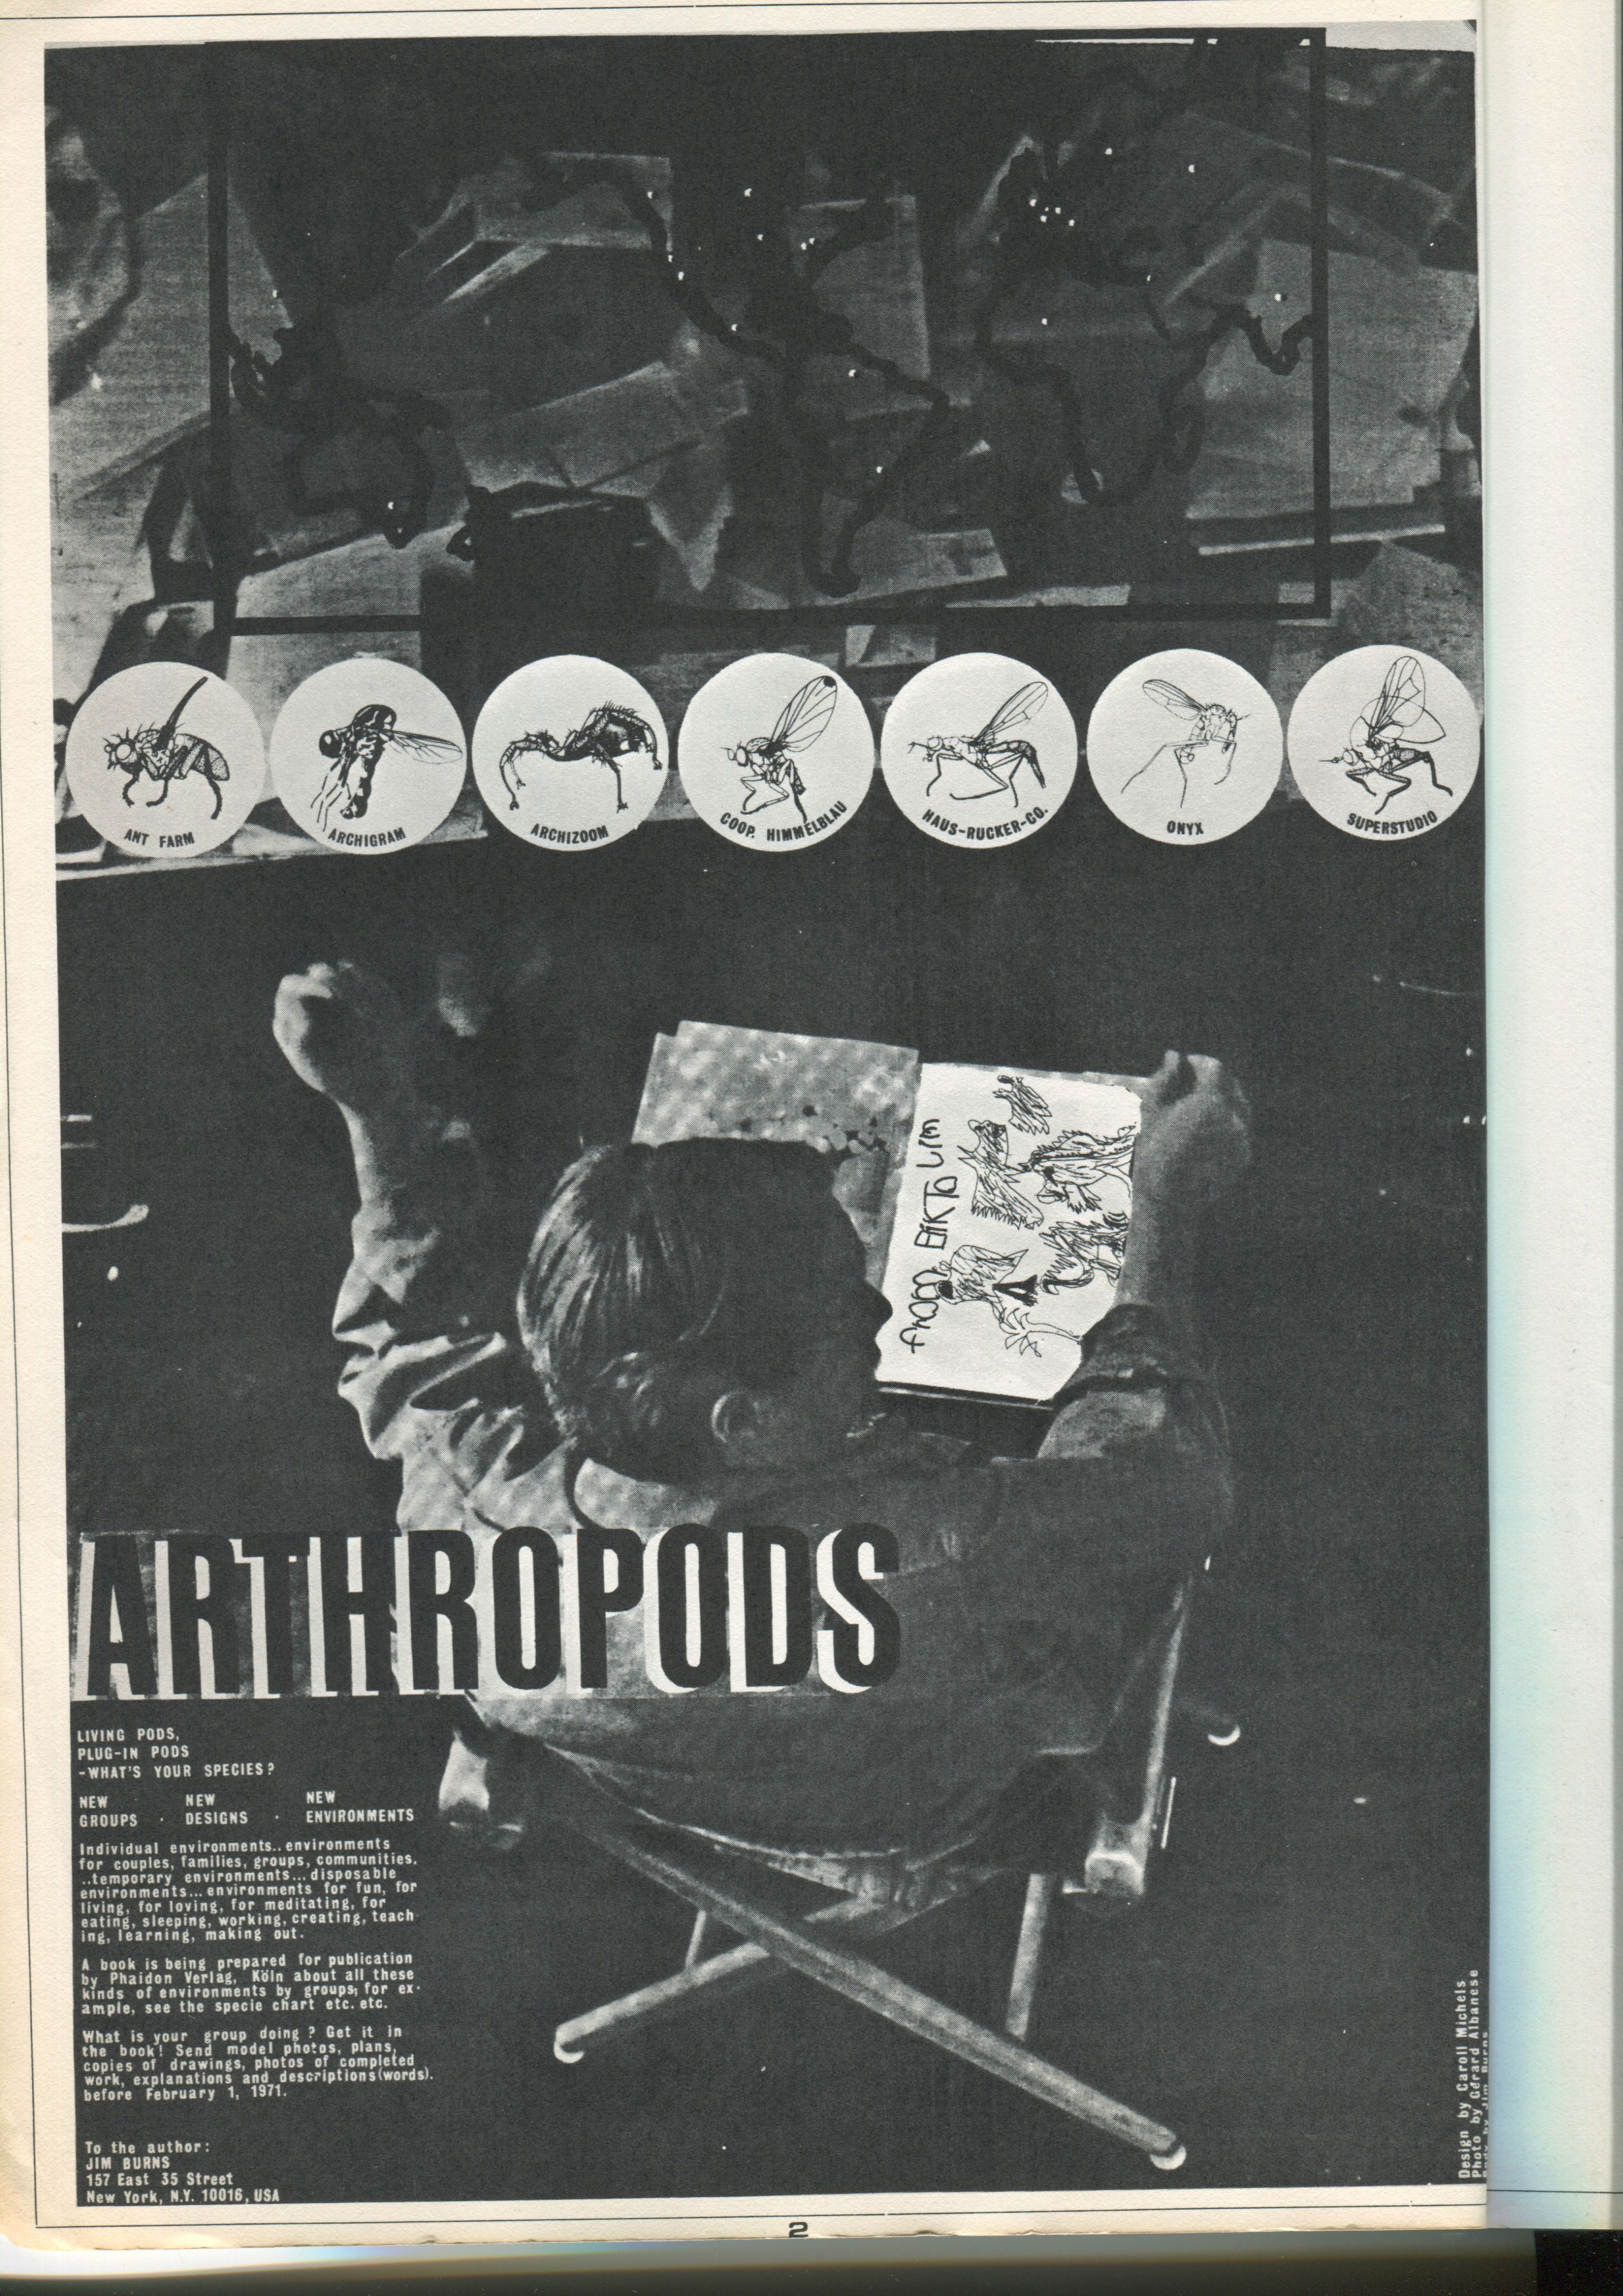 ANT FARM
ARCHIGRAM
ARCHIZOOM
COOP. HIMMELBLAU
HAUS-RUCKER-CO.
ONYX
SUPERSTUDIO
ARTHROPODS
LIVING PODS,
PLUG-IN PODS
-WHAT'S YOUR SPECIES?
NEW NEW NEW
GROUPS · DESIGNS · ENVIRONMENTS
Individual environments..environments
for couples, families, groups, communities.
..temporary environments...disposable
environments...environments for fun, for
living, for loving, for meditating, for
eating, sleeping, working, creating, teach
ing, learning, making out.
A book is being prepared for publication
by Phaidon Verlag, Köln about all these
kinds of environments by groups; for ex-
ample, see the specie chart etc. etc.
What is your group doing? Get it in
the book! Send model photos, plans,
copies of drawings, photos of completed
work, explanations and descriptions(words).
before February 1, 1971.
To the author:
JIM BURNS
157 East 35 Street
New York, N.Y. 10016, USA
Design by Caroll Michels
Photo by Gérard Albanese
by Jim Burns
2